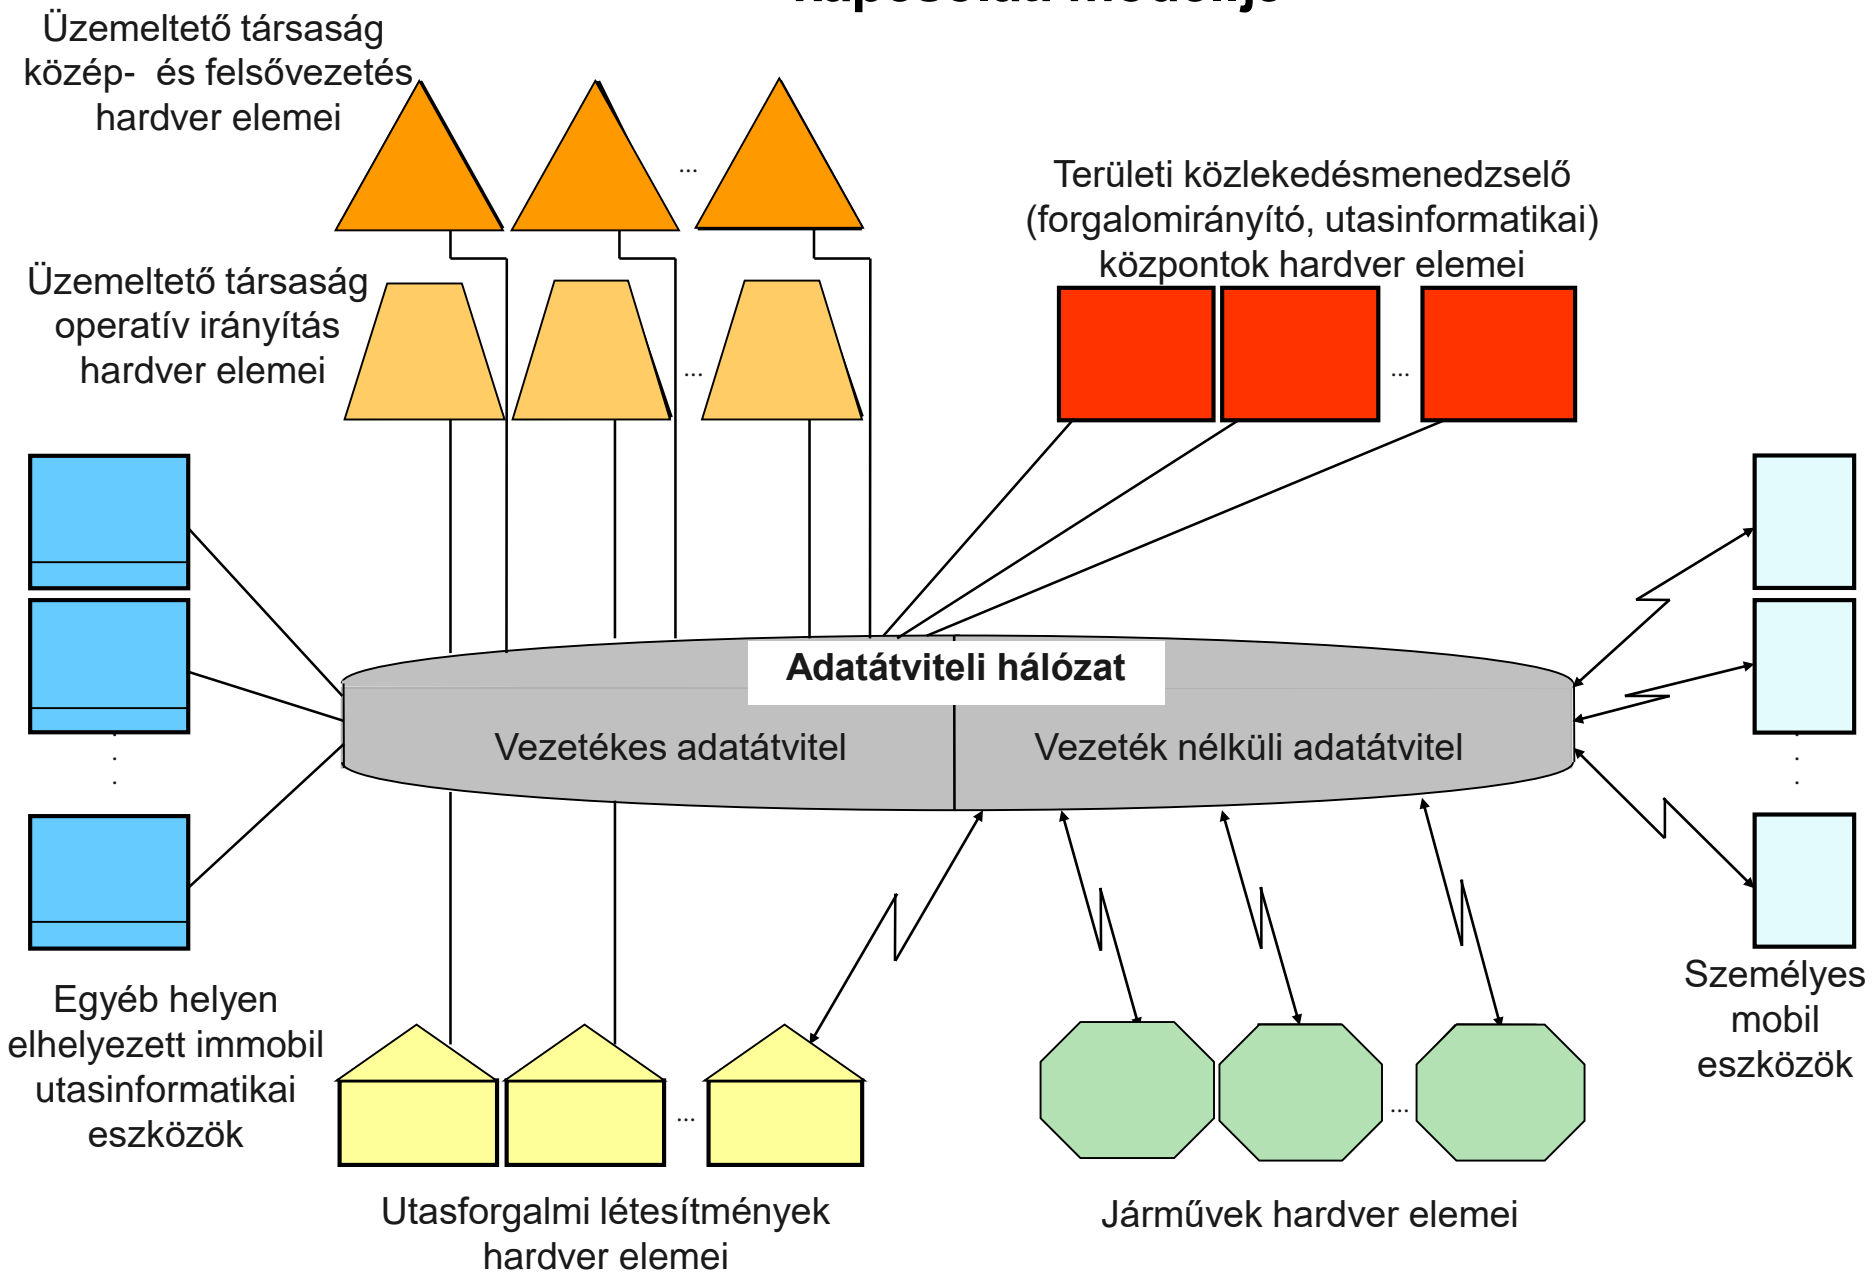 kapcsolati modellje
Üzemeltető társaság
közép- és felsővezetés
hardver elemei
...
Területi közlekedésmenedzselő
(forgalomirányító, utasinformatikai)
központok hardver elemei
Üzemeltető társaság
operatív irányítás
hardver elemei
...
...
Adatátviteli hálózat
Vezetékes adatátvitel
Vezeték nélküli adatátvitel
Egyéb helyen
elhelyezett immobil
utasinformatikai
eszközök
Személyes
mobil
eszközök
...
...
Utasforgalmi létesítmények
hardver elemei
Járművek hardver elemei